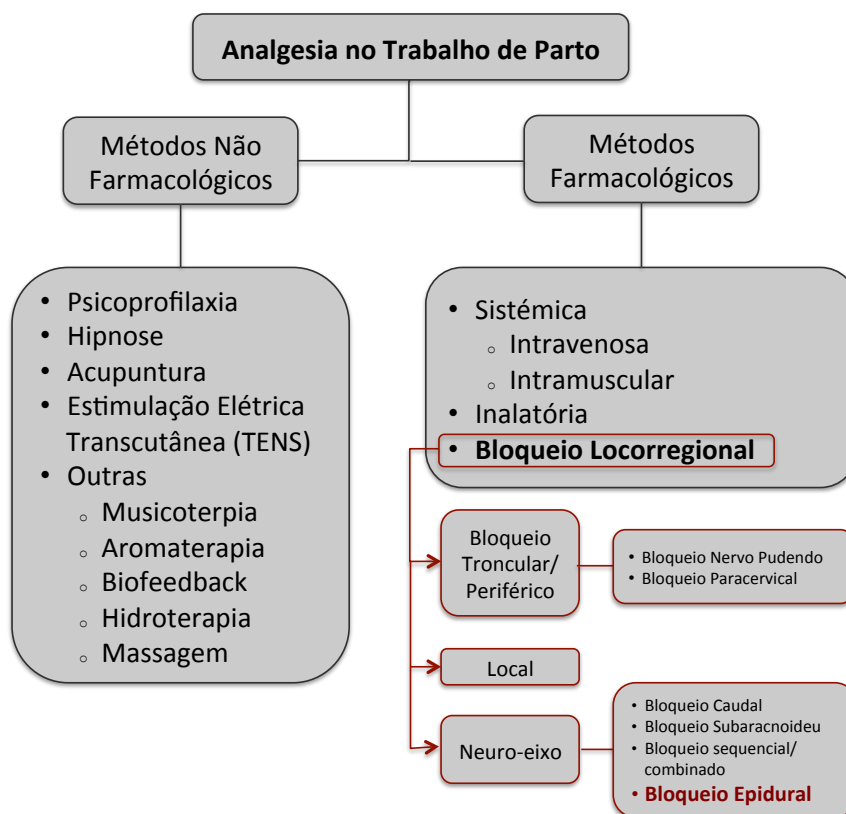 Analgesia no Trabalho de Parto
Métodos Não
Farmacológicos
Métodos
Farmacológicos
• Psicoprofilaxia
• Hipnose
• Acupuntura
• Estimulação Elétrica
Transcutânea (TENS)
• Outras
o Musicoterpia
o Aromaterapia
o Biofeedback
o Hidroterapia
o Massagem
• Sistémica
o Intravenosa
o Intramuscular
• Inalatória
• Bloqueio Locorregional
Bloqueio
Troncular/
Periférico
• Bloqueio Nervo Pudendo
• Bloqueio Paracervical
Local
Neuro-eixo
• Bloqueio Caudal
• Bloqueio Subaracnoideu
• Bloqueio sequencial/
combinado
• Bloqueio Epidural